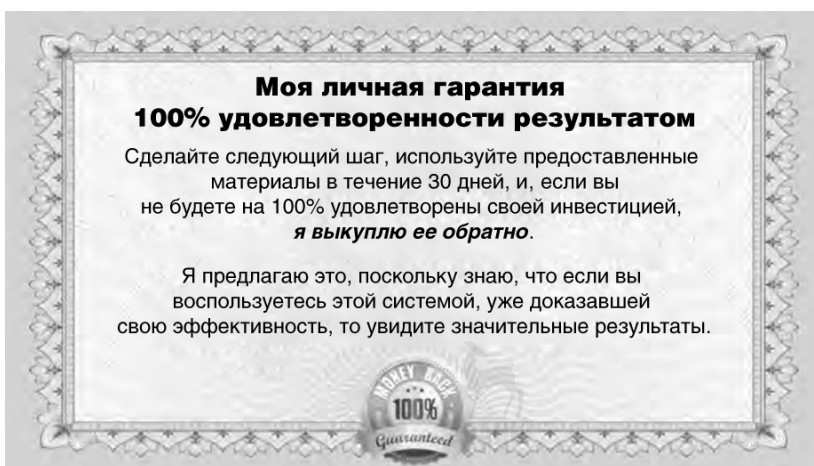 Моя личная гарантия
100% удовлетворенности результатом
Сделайте следующий шаг, используйте предоставленные
материалы в течение 30 дней, и, если вы
не будете на 100% удовлетворены своей инвестицией,
я выкуплю ее обратно.
Я предлагаю это, поскольку знаю, что если вы
воспользуетесь этой системой, уже доказавшей
свою эффективность, то увидите значительные результаты.
MONEY BACK
100%
Guaranteed